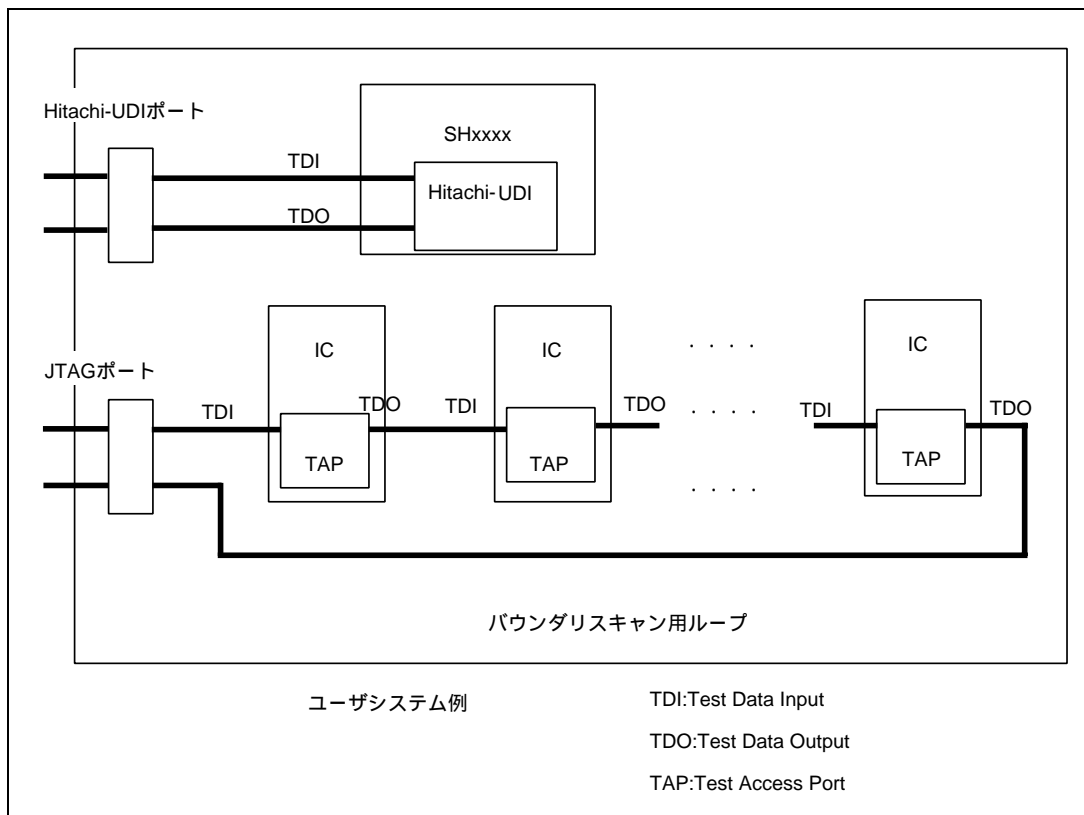 Hitachi-UDIポート
SHxxxx
TDI
Hitachi-UDI
TDO
JTAGポート
IC
IC
. . . .
IC
TDI
TDO
TDI
TDO
. . . .
TDI
TDO
TAP
TAP
TAP
. . . .
バウンダリスキャン用ループ
ユーザシステム例
TDI:Test Data Input
TDO:Test Data Output
TAP:Test Access Port